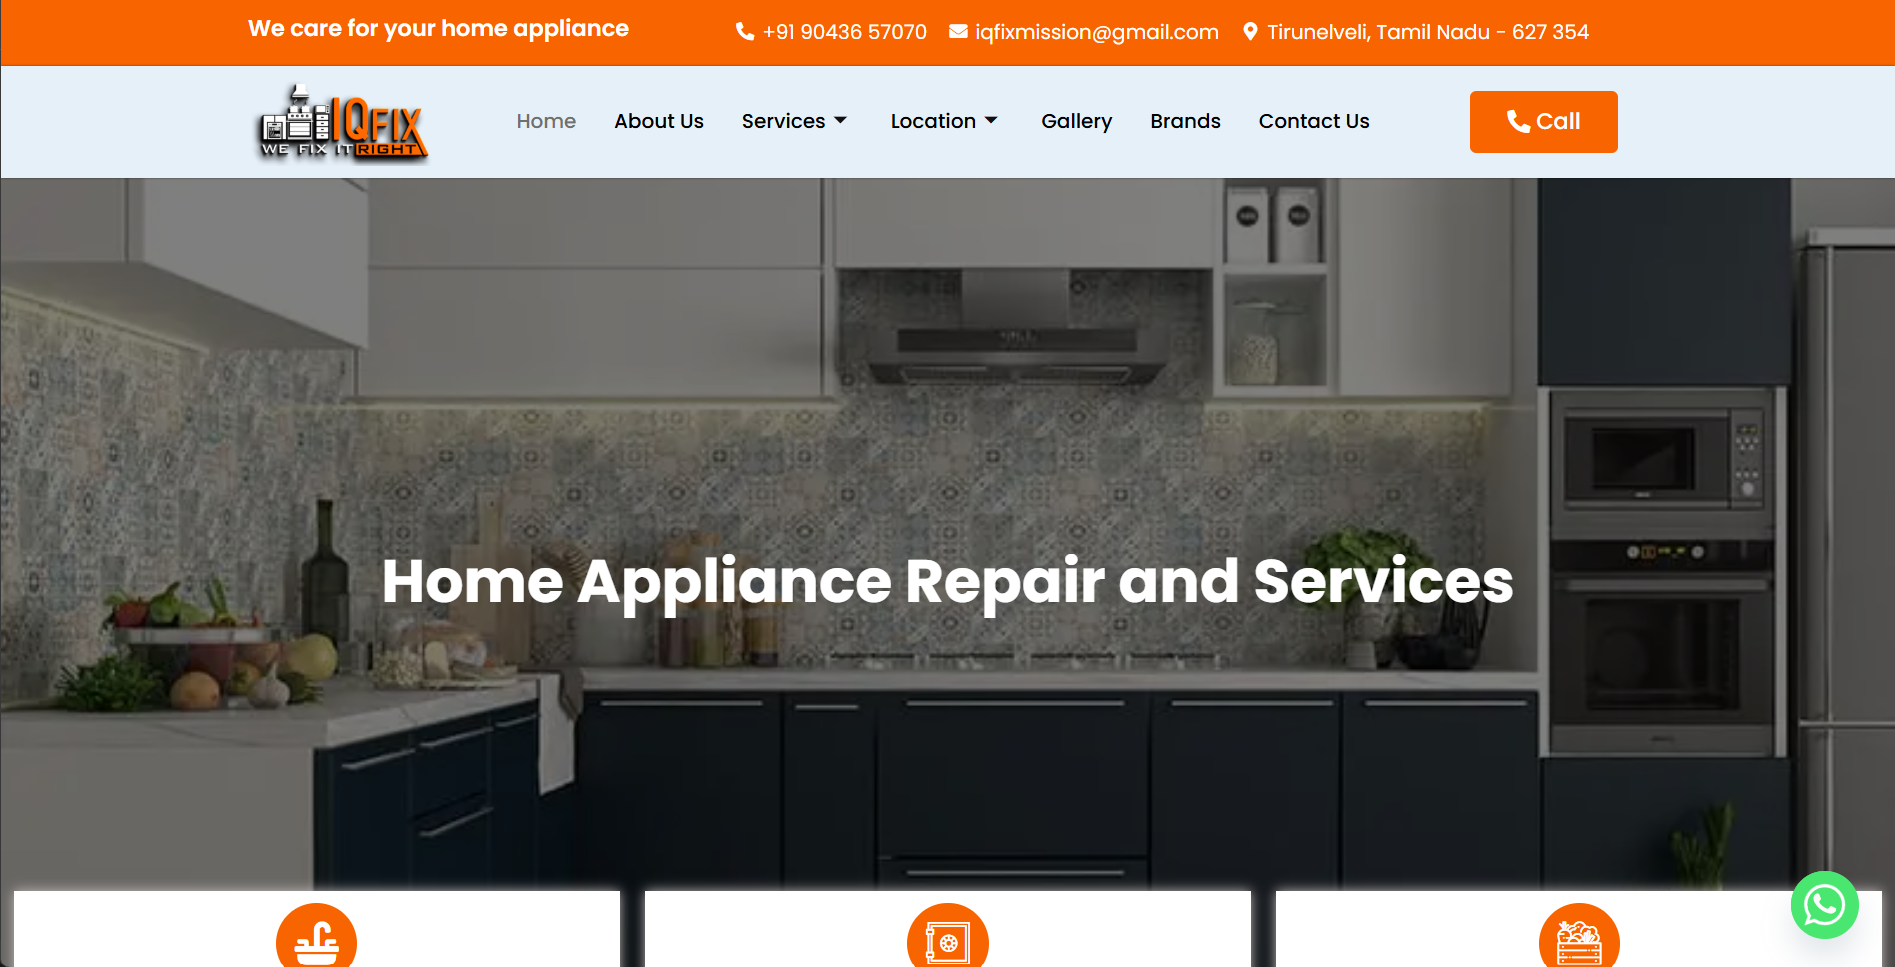 We care for your home appliance
+91 90436 57070 iqfixmission@gmail.com Tirunelveli, Tamil Nadu - 627 354
IQFIX
WE FIX IT RIGHT
Home About Us Services Location Gallery Brands Contact Us
Call
Home Appliance Repair and Services